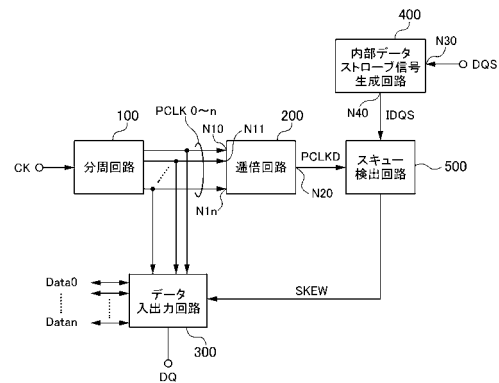 400
内部データ
ストローブ信号
生成回路
N30
DQS
N40
IDQS
PCLK 0～n
100
200
N10
N11
CK
分周回路
逓倍回路
PCLKD
N20
スキュー
検出回路
500
N1n
Data0
Datan
データ
入出力回路
SKEW
300
DQ